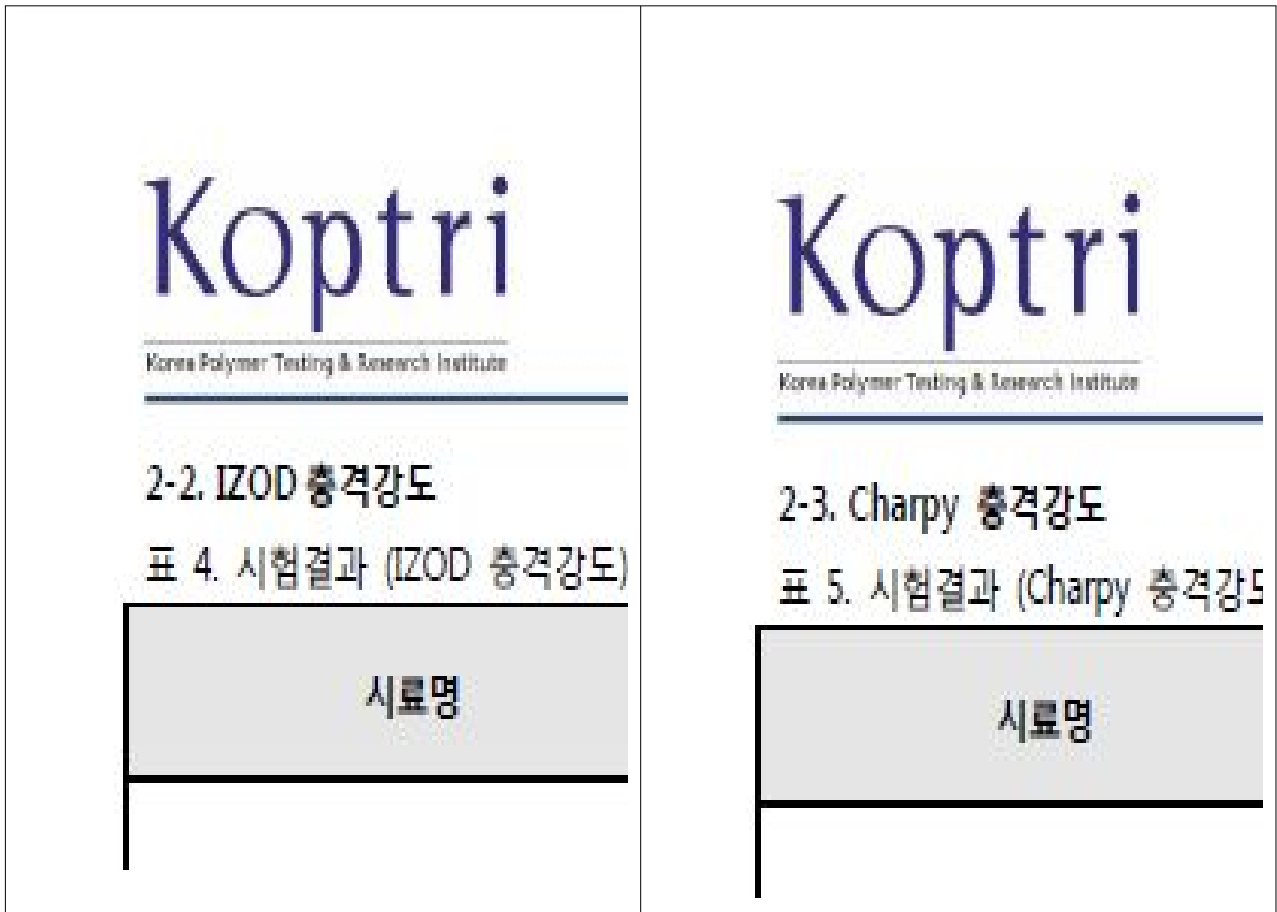 Koptri
Korea Polymer Testing & Research Institute
2-2. IZOD 충격강도
표 4. 시험결과 (IZOD 충격강도)
시료명
Koptri
Korea Polymer Testing & Research Institute
2-3. Charpy 충격강도
표 5. 시험결과 (Charpy 충격강도
시료명